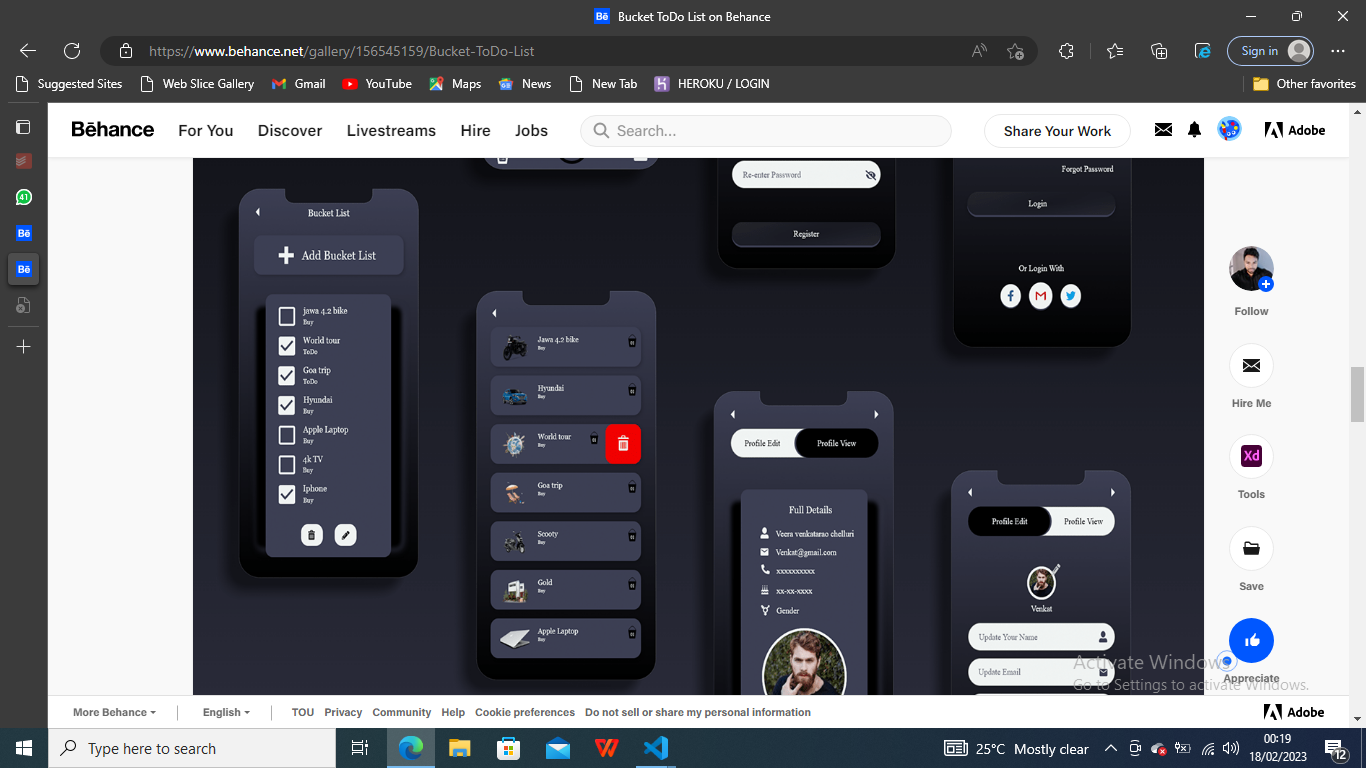 Bē Bucket ToDo List on Behance
https://www.behance.net/gallery/156545159/Bucket-ToDo-List
Sign in
Suggested Sites
Web Slice Gallery
Gmail
YouTube
Maps
News
New Tab
HEROKU / LOGIN
Other favorites
41
Bē
Bē
Bēhance
For You
Discover
Livestreams
Hire
Jobs
Search...
Share Your Work
Adobe
Bucket List
Add Bucket List
jawa 4.2 bike
Buy
World tour
ToDo
Goa trip
ToDo
Hyundai
Buy
Apple Laptop
Buy
4k TV
Buy
Iphone
Buy
Jawa 4.2 bike
Buy
Hyundai
Buy
World tour
Buy
Goa trip
Buy
Scooty
Buy
Gold
Buy
Apple Laptop
Buy
Re-enter Password
Register
Profile Edit
Profile View
Full Details
Veera venkatarao chelluri
Venkat@gmail.com
xxxxxxxxxx
xx-xx-xxxx
Gender
Forgot Password
Login
Or Login With
Profile Edit
Profile View
Venkat
Update Your Name
Update Email
Follow
Hire Me
Xd
Tools
Save
Appreciate
Activate Windows
Go to Settings to activate Windows.
More Behance
English
TOU
Privacy
Community
Help
Cookie preferences
Do not sell or share my personal information
Adobe
Type here to search
25°C Mostly clear
00:19
18/02/2023
12